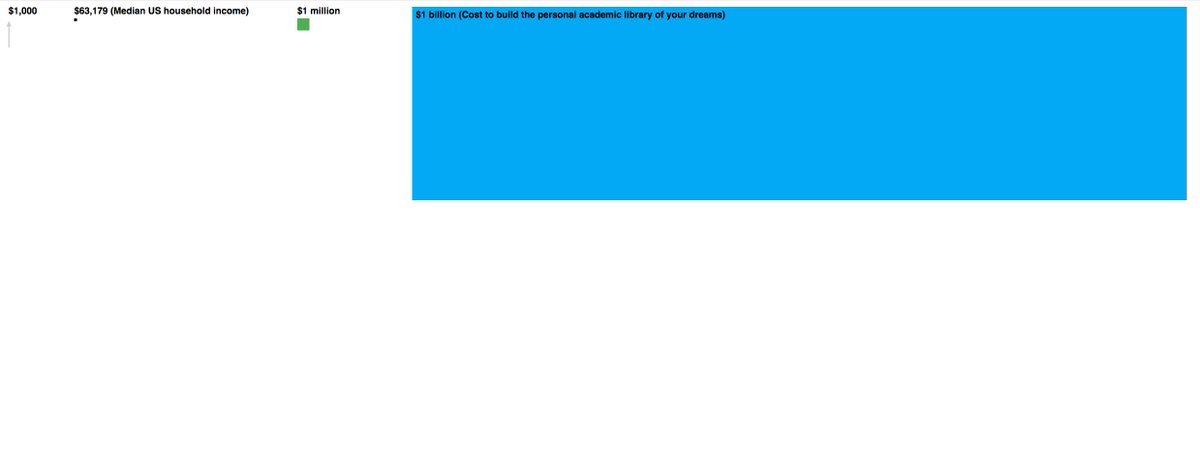 $1,000
$63,179 (Median US household income)
$1 million
$1 billion (Cost to build the personal academic library of your dreams)